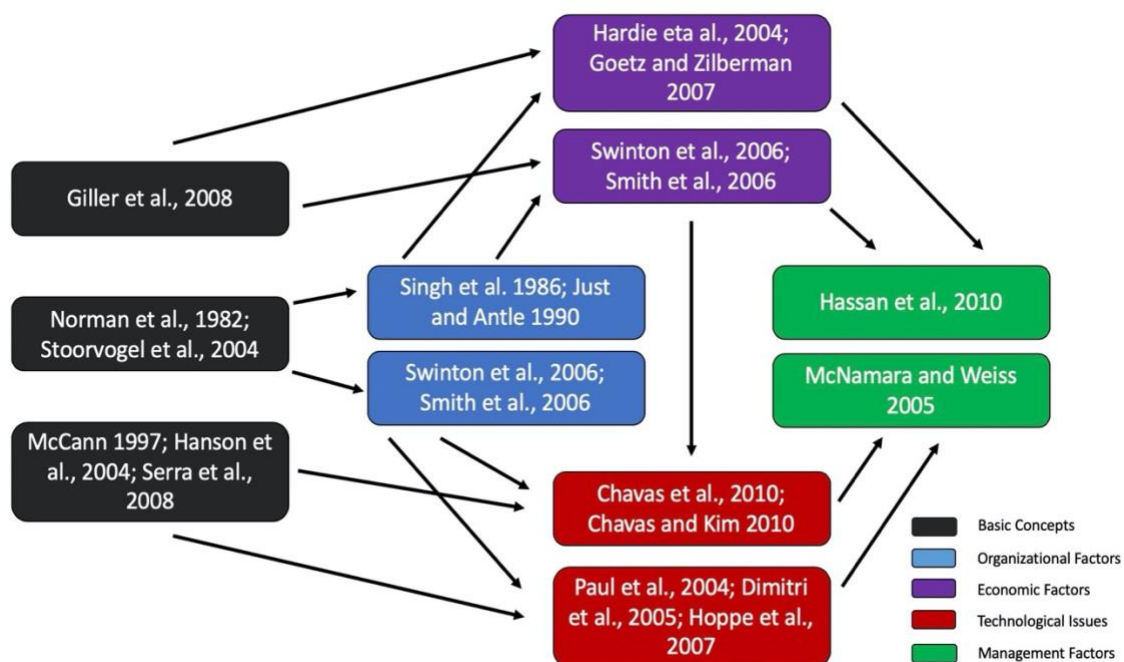 Hardie eta al., 2004;
Goetz and Zilberman
2007
Swinton et al., 2006;
Smith et al., 2006
Giller et al., 2008
Singh et al. 1986; Just
and Antle 1990
Hassan et al., 2010
Norman et al., 1982;
Stoorvogel et al., 2004
Swinton et al., 2006;
Smith et al., 2006
McNamara and Weiss
2005
McCann 1997; Hanson et
al., 2004; Serra et al.,
2008
Chavas et al., 2010;
Chavas and Kim 2010
Paul et al., 2004; Dimitri
et al., 2005; Hoppe et al.,
2007
Basic Concepts
Organizational Factors
Economic Factors
Technological Issues
Management Factors